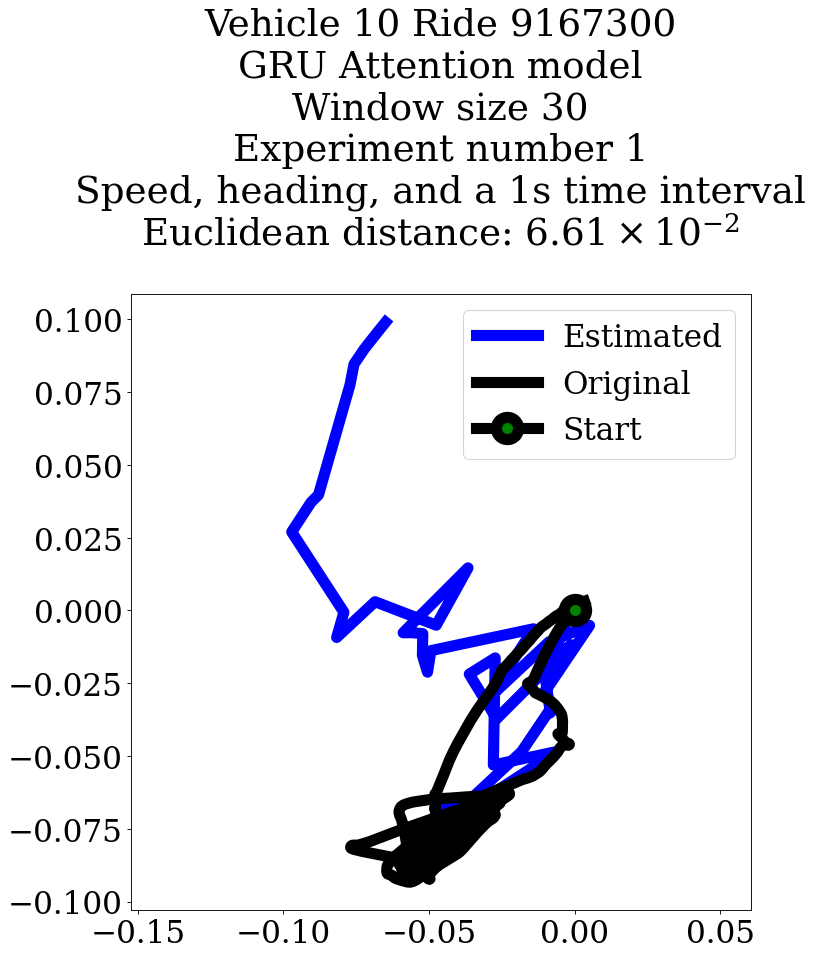 Vehicle 10 Ride 9167300
GRU Attention model
Window size 30
Experiment number 1
Speed, heading, and a 1s time interval
Euclidean distance: 6.61 × 10⁻²
Estimated
Original
Start
0.100
0.075
0.050
0.025
0.000
−0.025
−0.050
−0.075
−0.100
−0.15 −0.10 −0.05 0.00 0.05